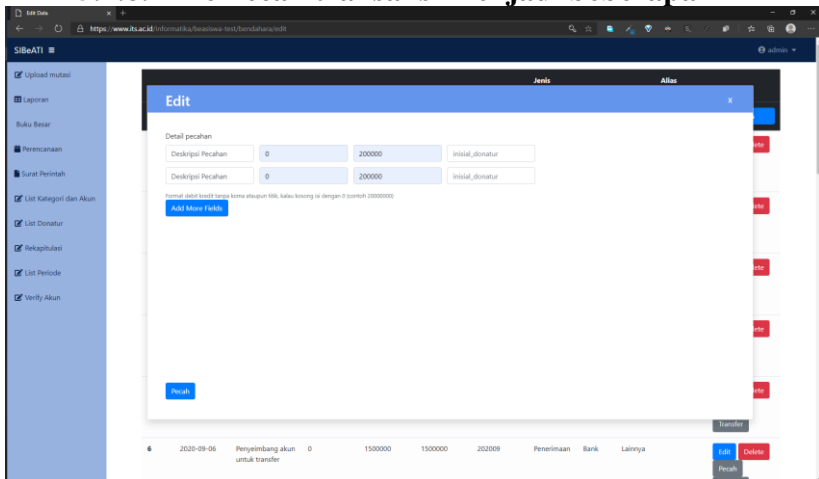 Edit Data
https://www.its.ac.id/informatika/beasiswa-test/bendahara/edit
SIBeATI
admin
Upload mutasi
Laporan
Buku Besar
Perencanaan
Surat Perintah
List Kategori dan Akun
List Donatur
Rekapitulasi
List Periode
Verify Akun
Jenis Alias
Edit x
Detail pecahan
Deskripsi Pecahan 0 200000 inisial_donatur
Deskripsi Pecahan 0 200000 inisial_donatur
Format debit kredit tanpa koma ataupun titik, kalau kosong isi dengan 0 (contoh 20000000)
Add More Fields
Pecah
Transfer
6 2020-09-06 Penyeimbang akun 0 1500000 1500000 202009 Penerimaan Bank Lainnya Edit Delete
untuk transfer
Pecah